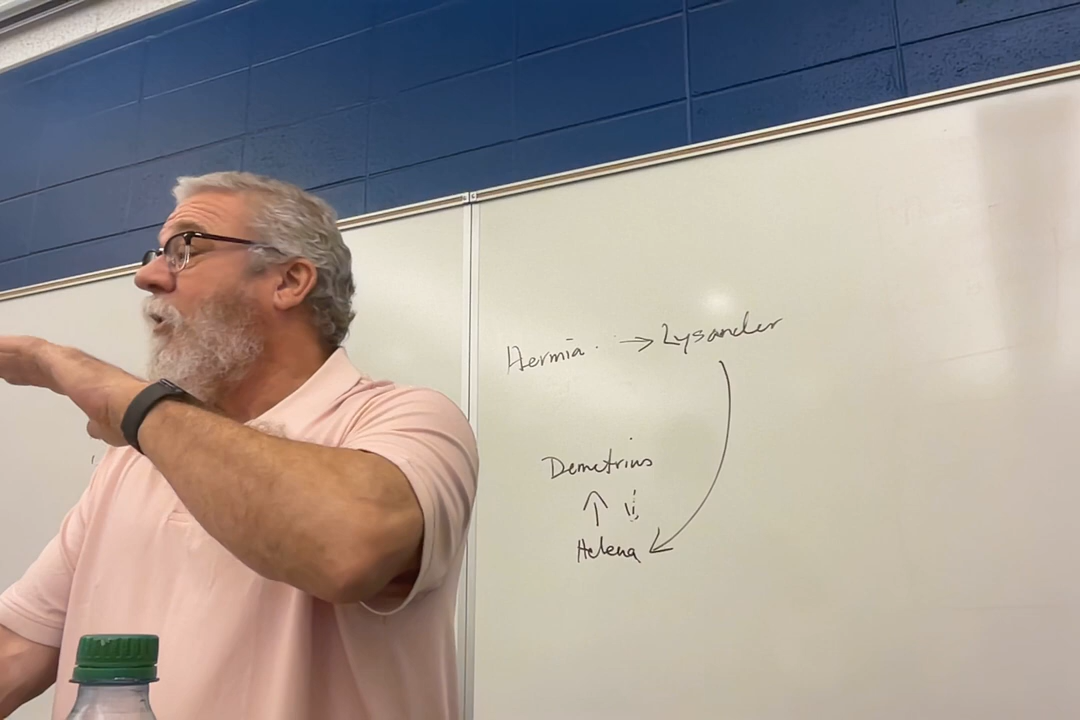 Hermia. → Lysander
Demetrius
Helena